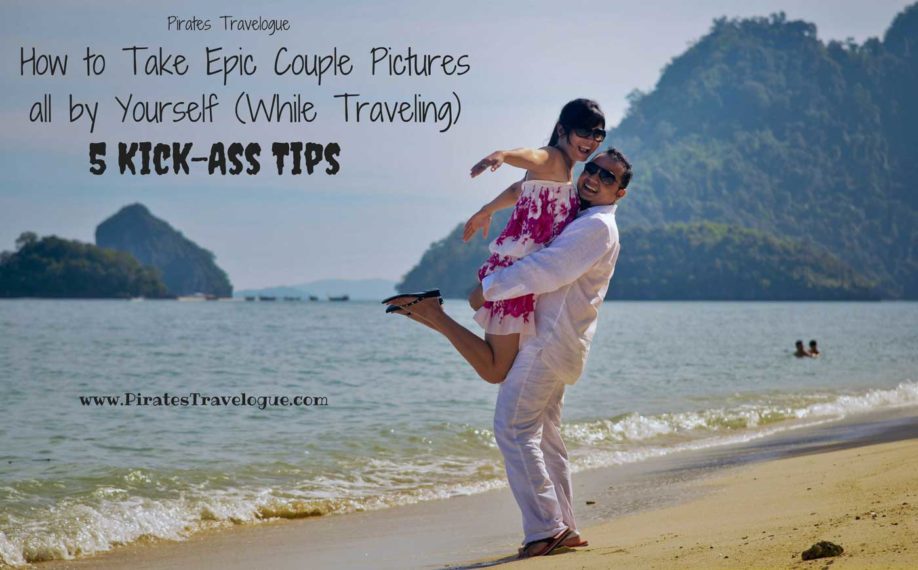 Pirates Travelogue
How to Take Epic Couple Pictures
all by Yourself (While Traveling)
5 KICK-ASS TIPS
www.PiratesTravelogue.com